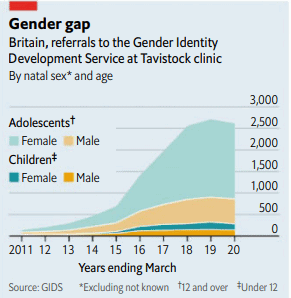 Gender gap
Britain, referrals to the Gender Identity
Development Service at Tavistock clinic
By natal sex* and age
Adolescents†
Female Male
Children‡
Female Male
3,000
2,500
2,000
1,500
1,000
500
0
2011 12 13 14 15 16 17 18 19 20
Years ending March
Source: GIDS *Excluding not known †12 and over ‡Under 12